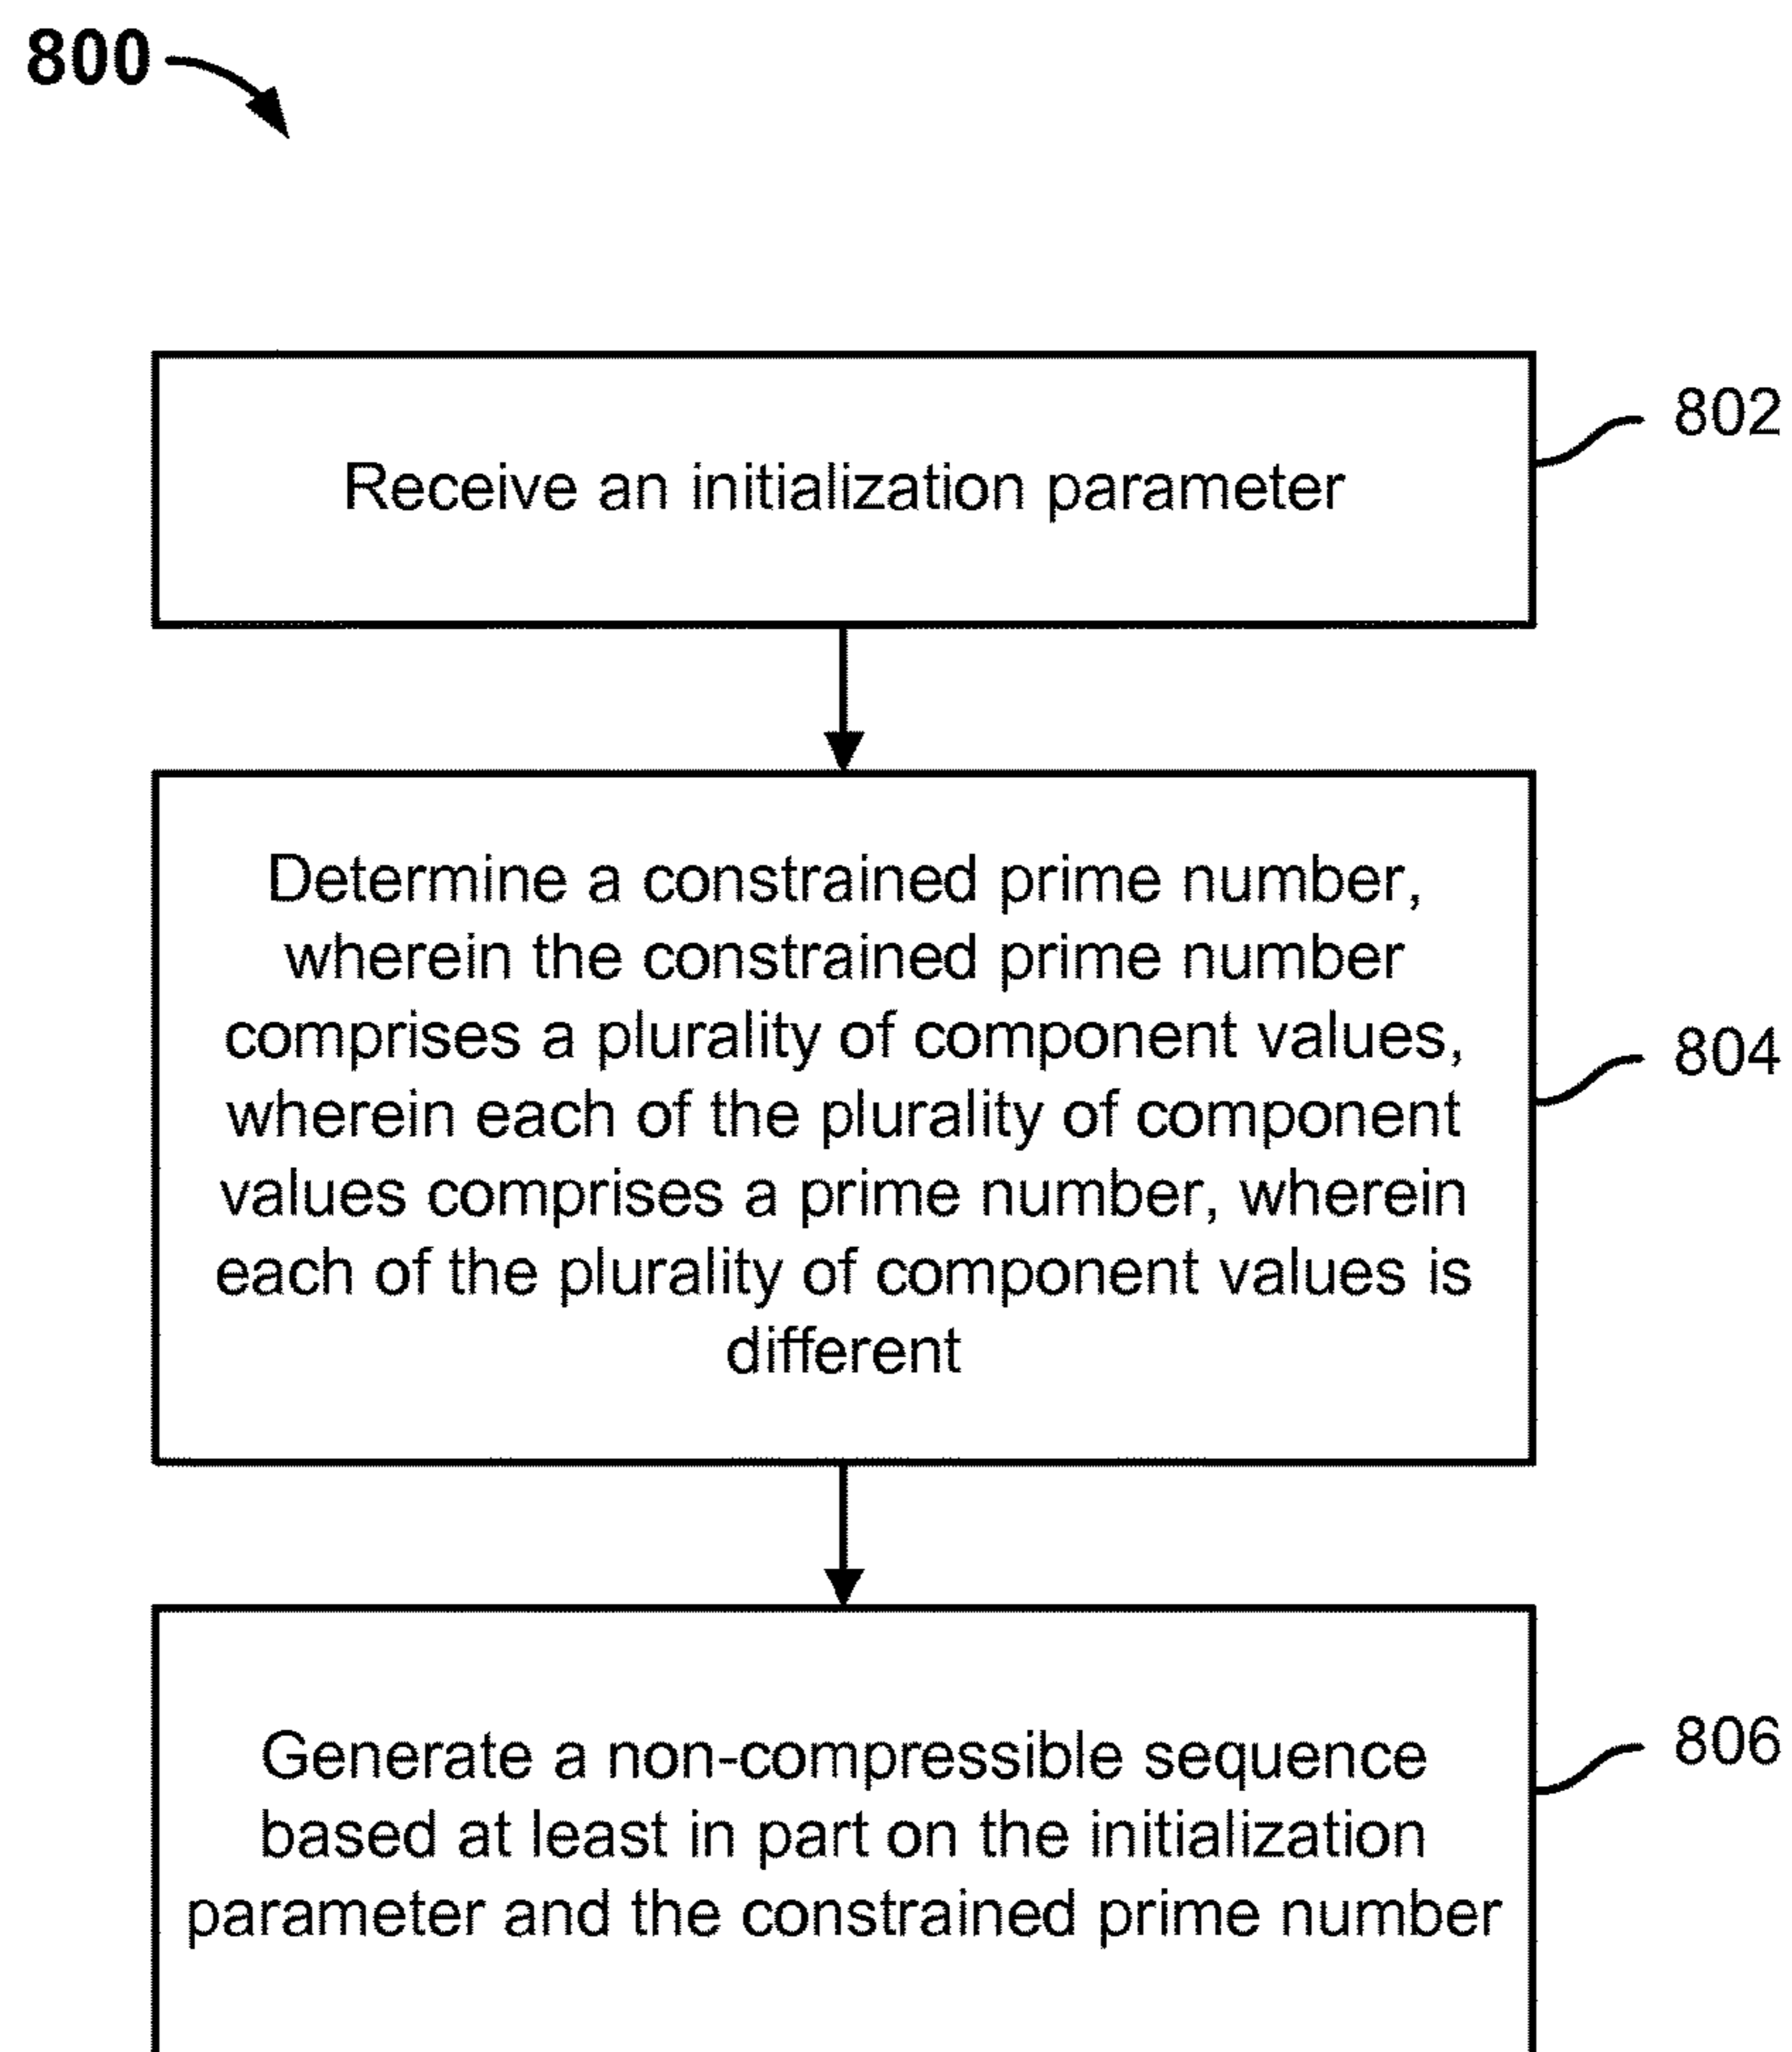 800
Receive an initialization parameter
802
Determine a constrained prime number,
wherein the constrained prime number
comprises a plurality of component values,
wherein each of the plurality of component
values comprises a prime number, wherein
each of the plurality of component values is
different
804
Generate a non-compressible sequence
based at least in part on the initialization
parameter and the constrained prime number
806